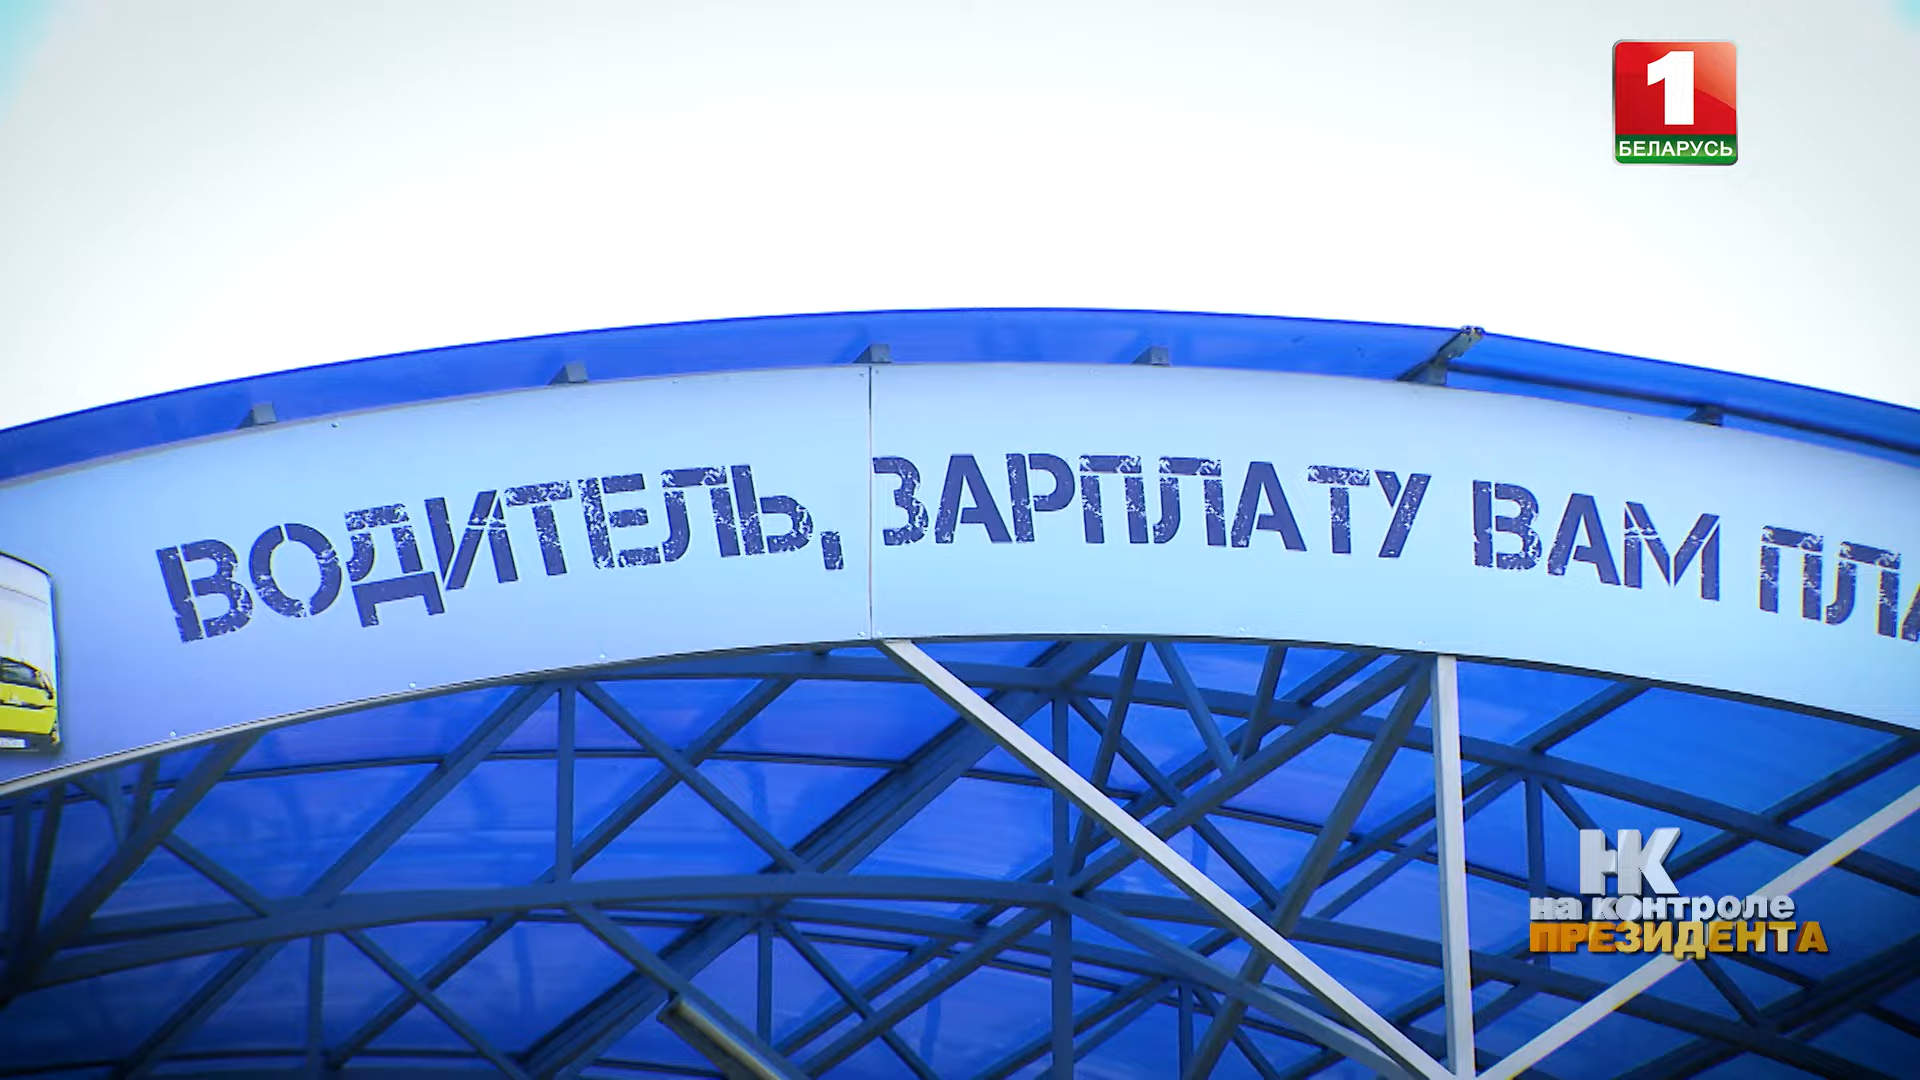 1
БЕЛАРУСЬ
ВОДИТЕЛЬ, ЗАРПЛАТУ ВАМ
НК
на контроле
ПРЕЗИДЕНТА